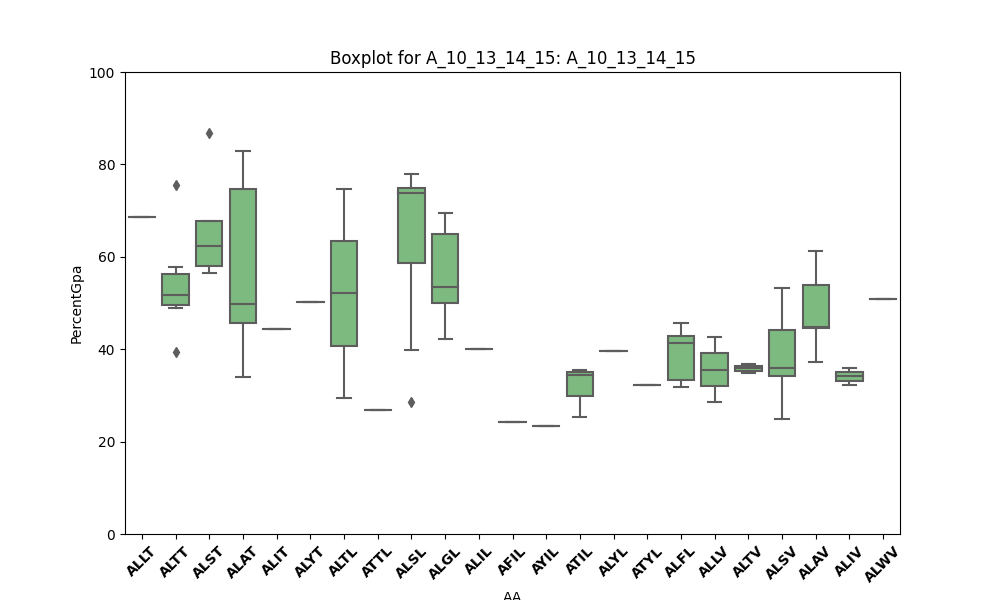 Boxplot for A_10_13_14_15: A_10_13_14_15
100
80
60
40
20
0
PercentGpa
ALLT ALTT ALST ALAT ALIT ALYT ALTL ATTL ALSL ALGL ALIL AFIL AYIL ATIL ALYL ATYL ALFL ALLV ALTV ALSV ALAV ALIV ALWV
AA